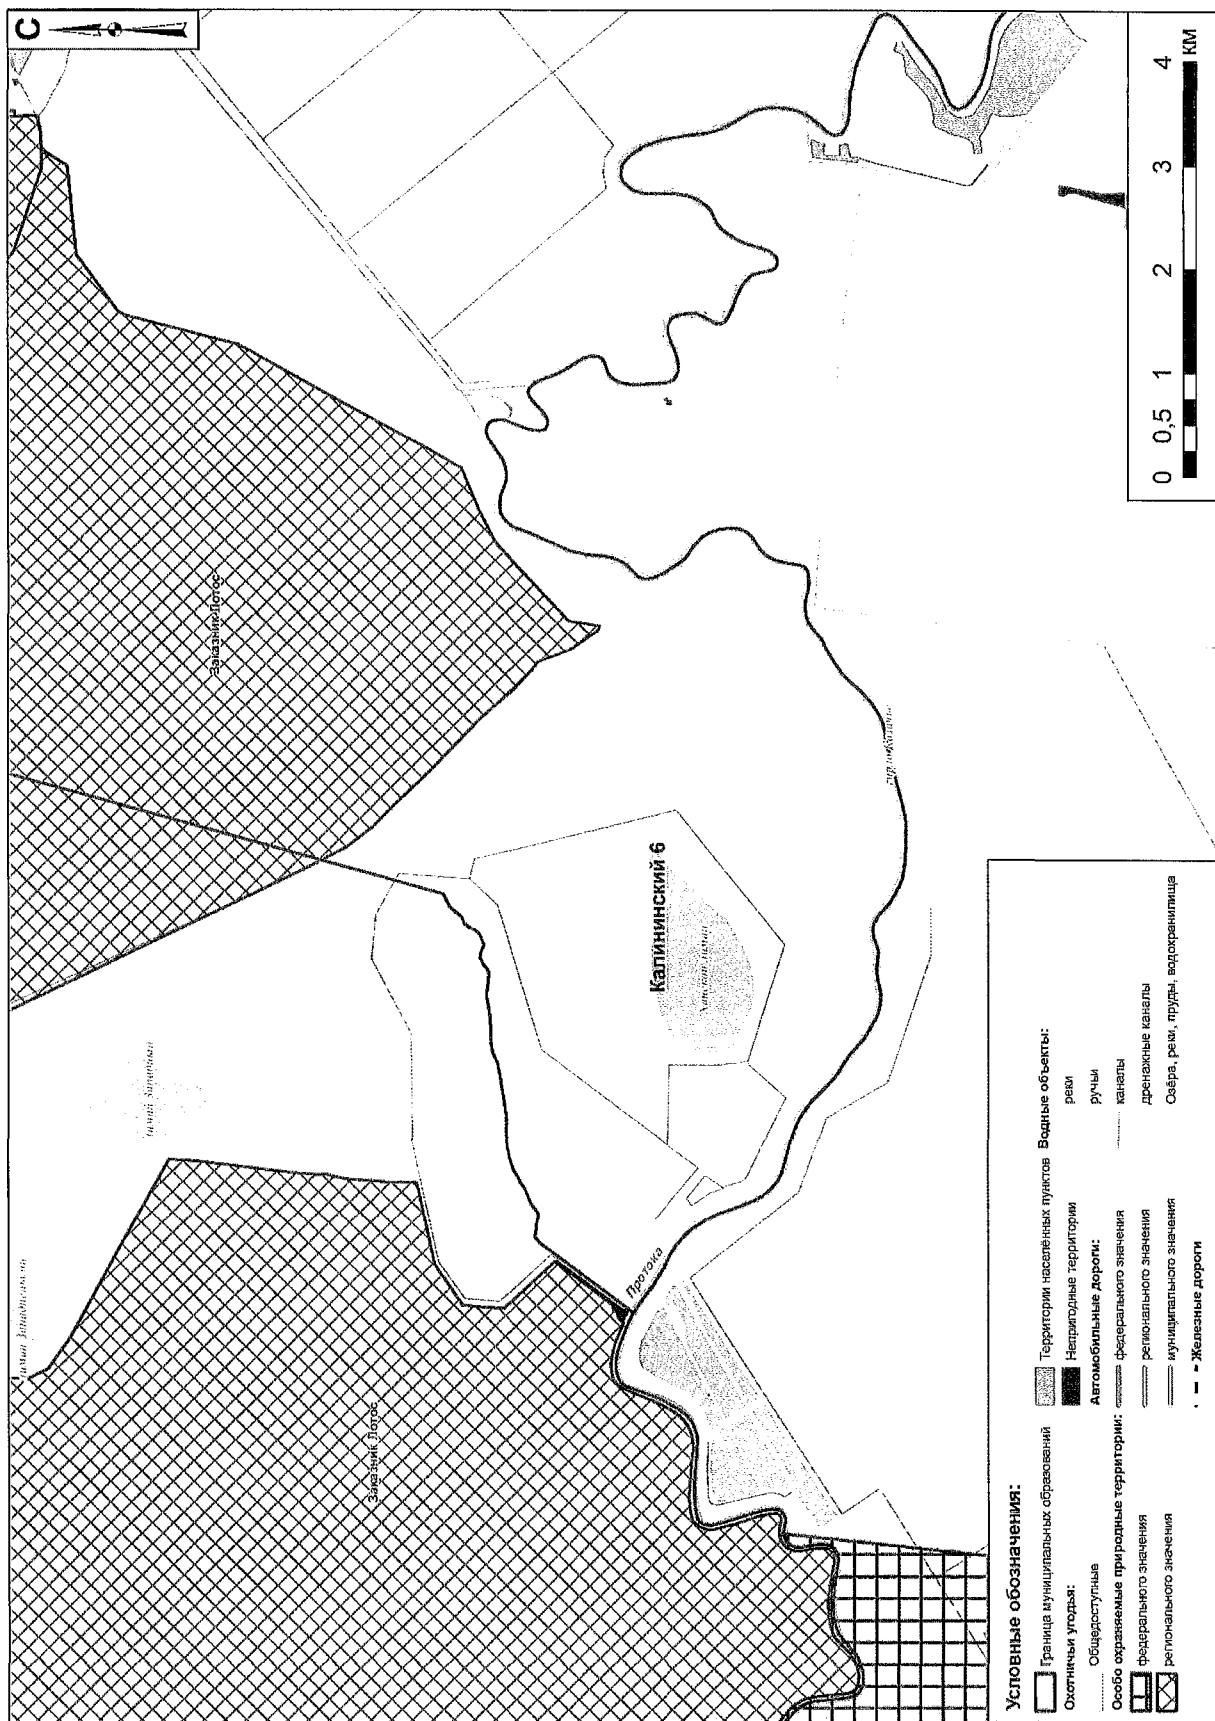 С
Заказник Лотос
Заказник Лотос
Калининский 6
Протока
0 0,5 1 2 3 4
КМ
Условные обозначения:
Граница муниципальных образований
Охотничьи угодья:
Общедоступные
Особо охраняемые природные территории:
федерального значения
регионального значения
Территории населённых пунктов
Непригодные территории
Автомобильные дороги:
федерального значения
регионального значения
муниципального значения
Железные дороги
Водные объекты:
реки
ручьи
каналы
дренажные каналы
Озёра, реки, пруды, водохранилища